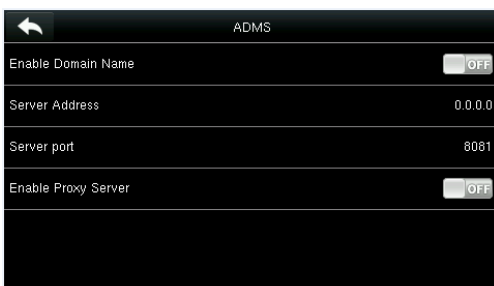 ADMS
Enable Domain Name OFF
Server Address 0.0.0.0
Server port 8081
Enable Proxy Server OFF